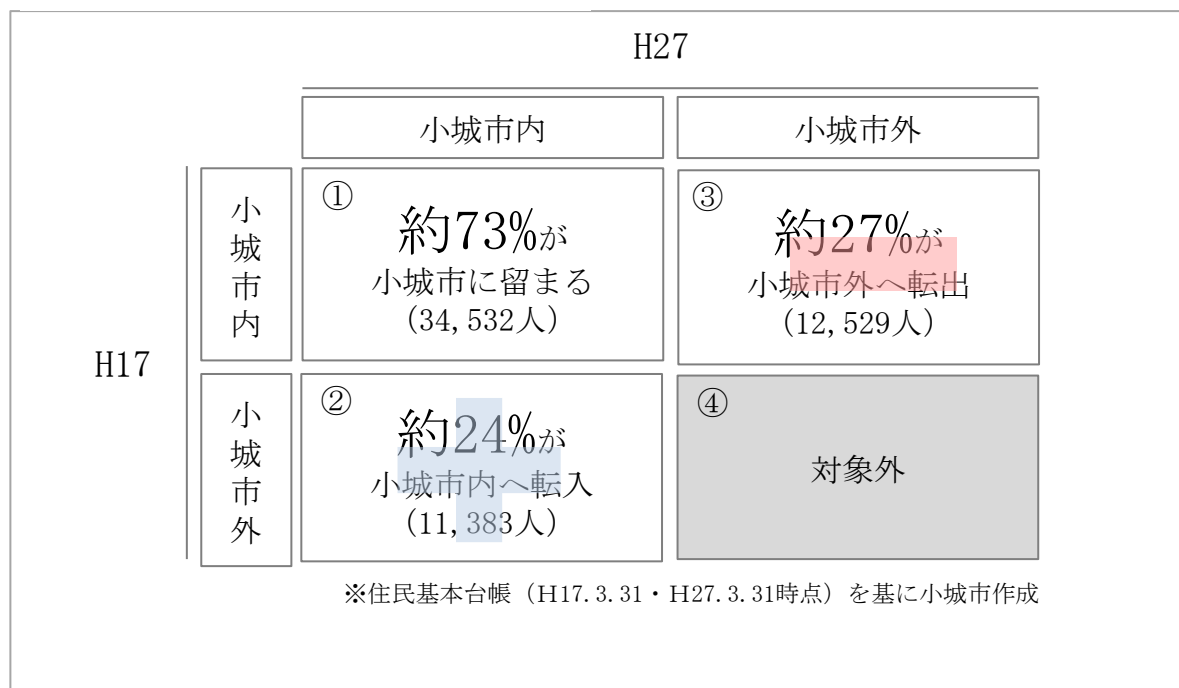 H27
小城市内
小城市外
H17
小城市内
①
約73%が
小城市に留まる
(34,532人)
③
約27%が
小城市外へ転出
(12,529人)
小城市外
②
約24%が
小城市内へ転入
(11,383人)
④
対象外
※住民基本台帳（H17.3.31・H27.3.31時点）を基に小城市作成